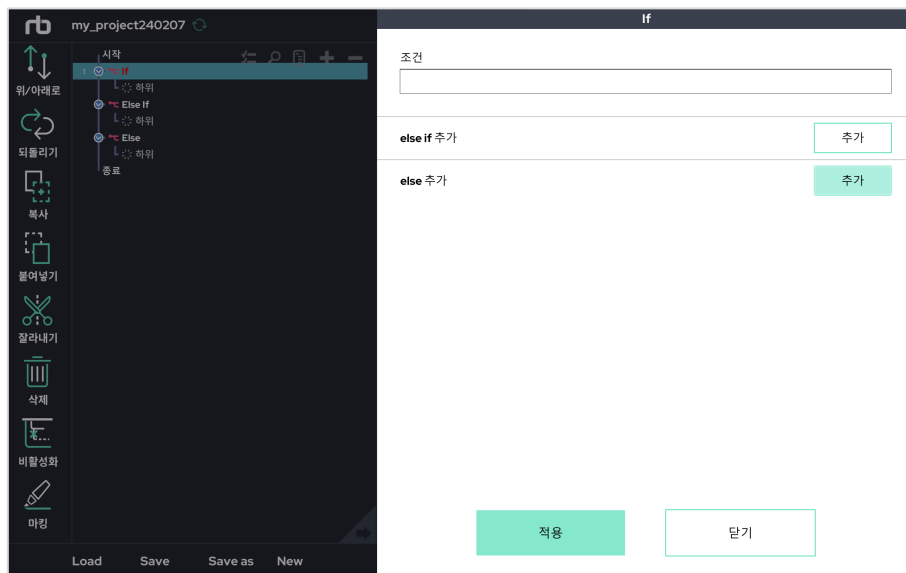 rb my_project240207
위/아래로
되돌리기
복사
붙여넣기
잘라내기
삭제
비활성화
마킹
시작
1 If
하위
Else If
하위
Else
하위
종료
Load Save Save as New
If
조건
else if 추가 추가
else 추가 추가
적용 닫기